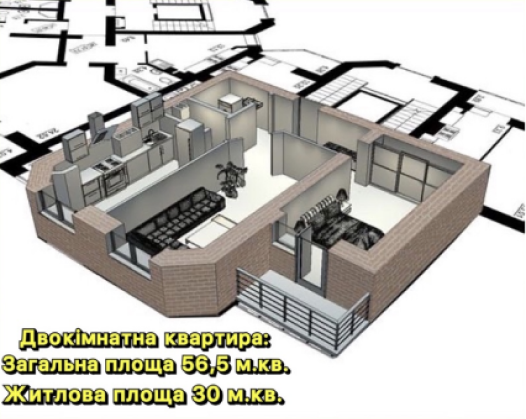 Двокімнатна квартира:
Загальна площа 56,5 м.кв.
Житлова площа 30 м.кв.